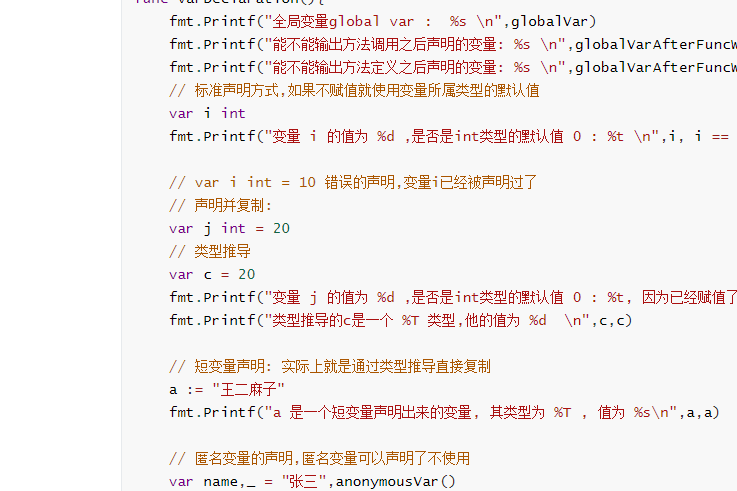 func varDeclaration(){
fmt.Printf("全局变量global var :  %s \n",globalVar)
fmt.Printf("能不能输出方法调用之后声明的变量: %s \n",globalVarAfterFuncW
fmt.Printf("能不能输出方法定义之后声明的变量: %s \n",globalVarAfterFuncW
// 标准声明方式,如果不赋值就使用变量所属类型的默认值
var i int
fmt.Printf("变量 i 的值为 %d ,是否是int类型的默认值 0 : %t \n",i, i ==
// var i int = 10 错误的声明,变量i已经被声明过了
// 声明并复制:
var j int = 20
// 类型推导
var c = 20
fmt.Printf("变量 j 的值为 %d ,是否是int类型的默认值 0 : %t, 因为已经赋值了
fmt.Printf("类型推导的c是一个 %T 类型,他的值为 %d  \n",c,c)
// 短变量声明: 实际上就是通过类型推导直接复制
a := "王二麻子"
fmt.Printf("a 是一个短变量声明出来的变量, 其类型为 %T , 值为 %s\n",a,a)
// 匿名变量的声明,匿名变量可以声明了不使用
var name,_ = "张三",anonymousVar()